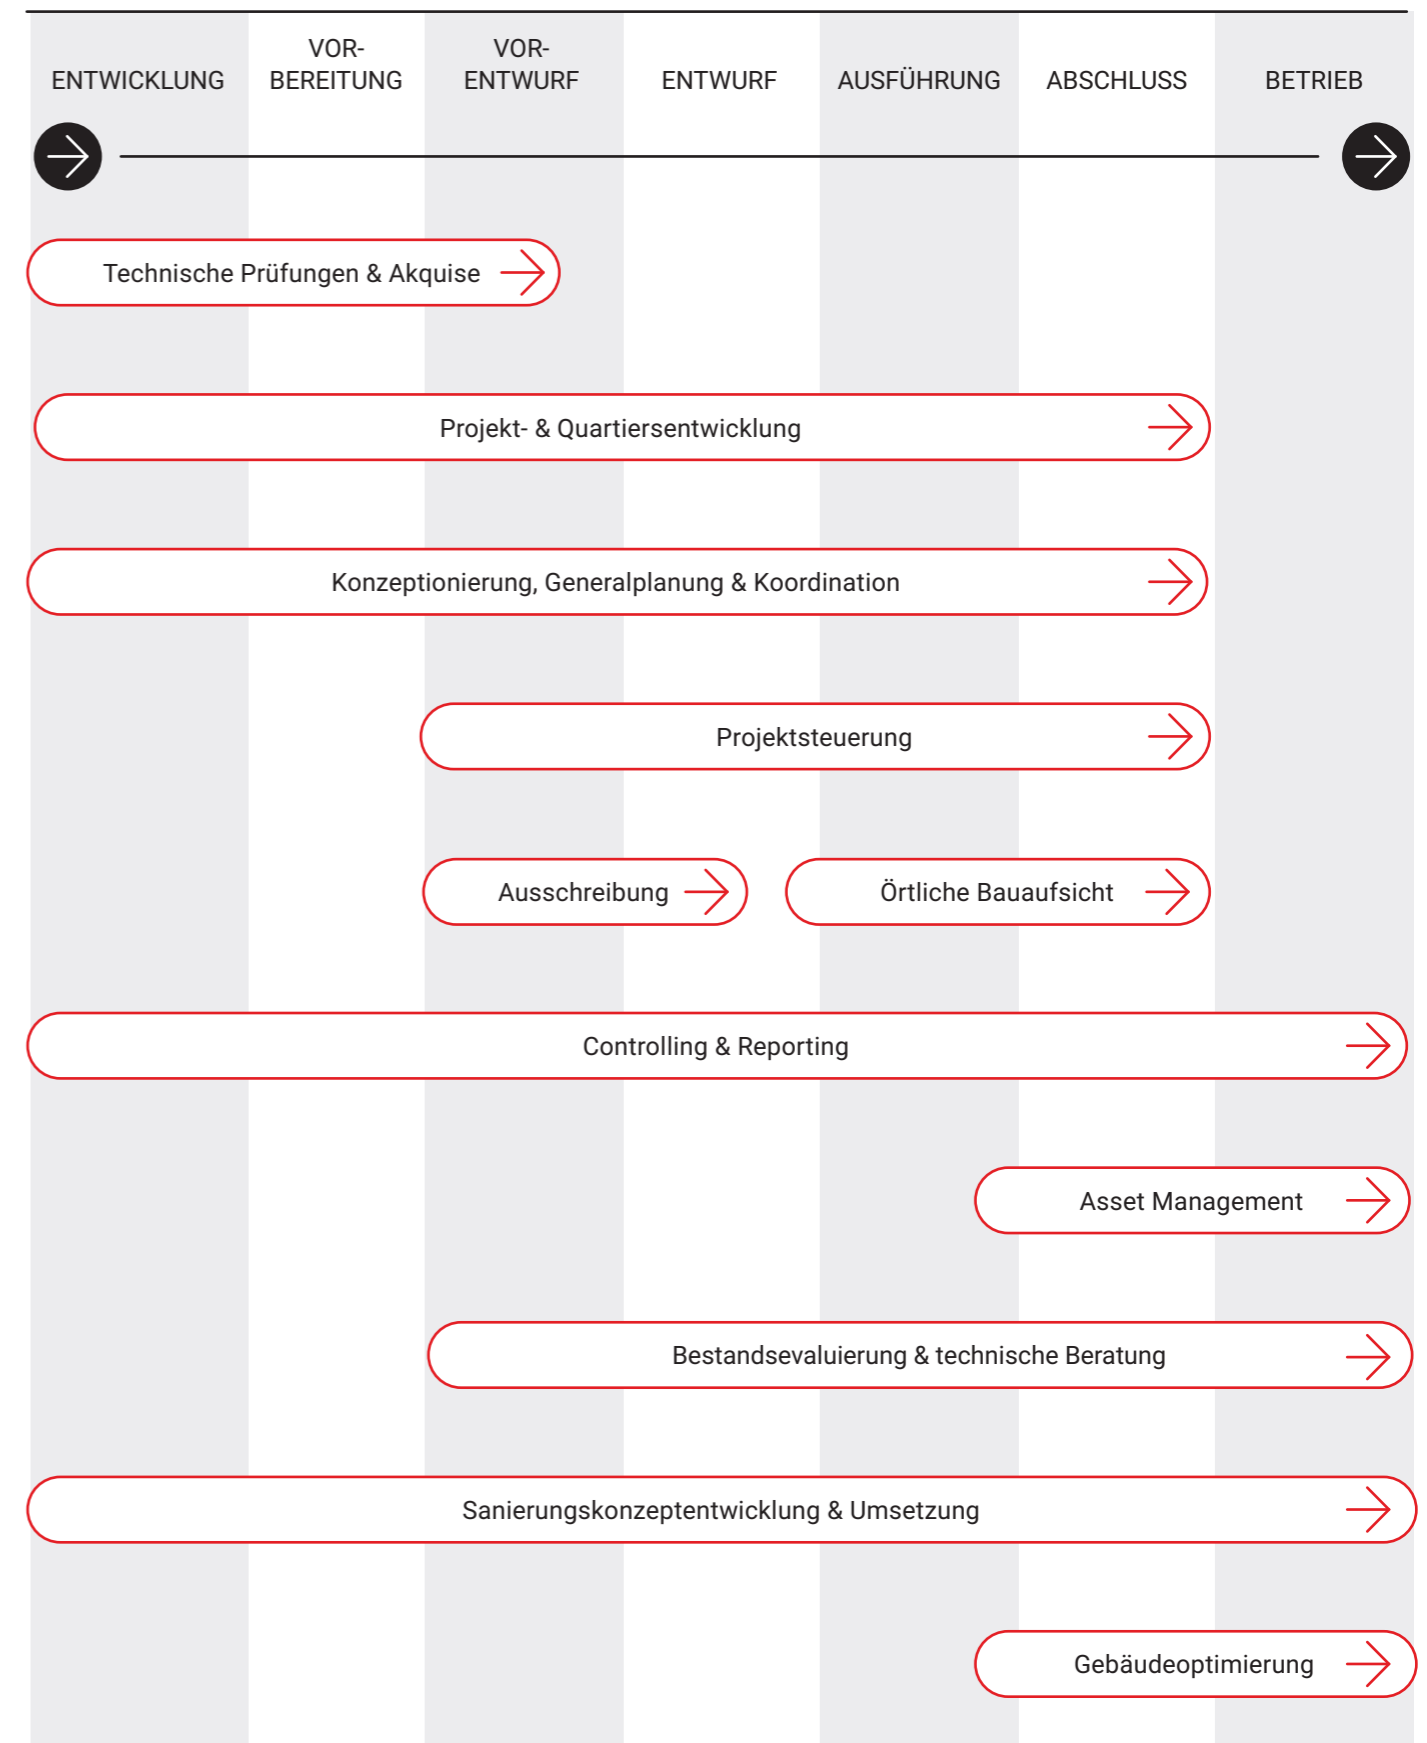 ENTWICKLUNG
VOR-
BEREITUNG
VOR-
ENTWURF
ENTWURF
AUSFÜHRUNG
ABSCHLUSS
BETRIEB
Technische Prüfungen & Akquise
Projekt- & Quartiersentwicklung
Konzeptionierung, Generalplanung & Koordination
Projektsteuerung
Ausschreibung
Örtliche Bauaufsicht
Controlling & Reporting
Asset Management
Bestandsevaluierung & technische Beratung
Sanierungskonzeptentwicklung & Umsetzung
Gebäudeoptimierung